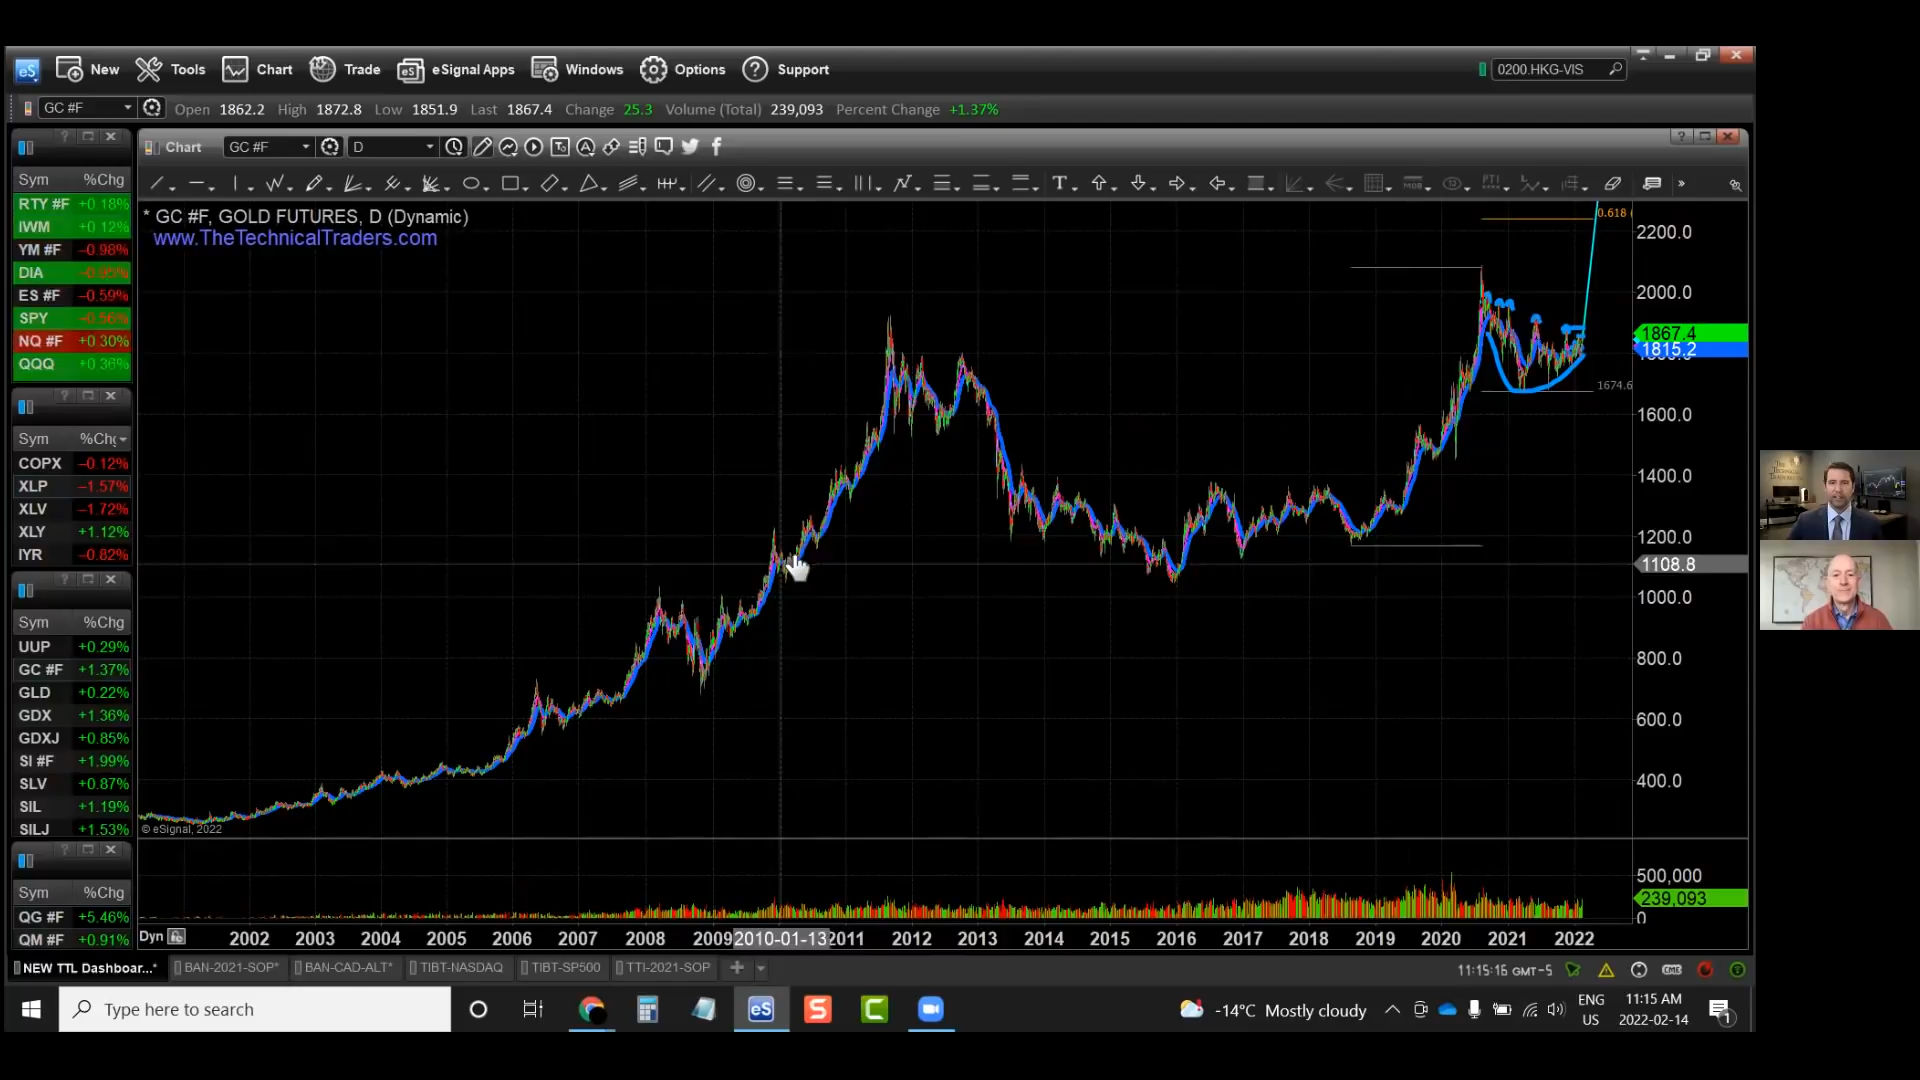 eS New Tools Chart Trade eSignal Apps Windows Options Support 0200.HKG-VIS
GC #F Open 1862.2 High 1872.8 Low 1851.9 Last 1867.4 Change 25.3 Volume (Total) 239,093 Percent Change +1.37%
Chart GC #F D
Sym %Chg
RTY #F +0.18%
IWM +0.12%
YM #F -0.98%
DIA -0.95%
ES #F -0.59%
SPY -0.56%
NQ #F +0.30%
QQQ +0.36%
Sym %Chg
COPX -0.12%
XLP -1.57%
XLV -1.72%
XLY +1.12%
IYR -0.82%
Sym %Chg
UUP +0.29%
GC #F +1.37%
GLD +0.22%
GDX +1.36%
GDXJ +0.85%
SI #F +1.99%
SLV +0.87%
SIL +1.19%
SILJ +1.53%
Sym %Chg
QG #F +5.46%
QM #F +0.91%
* GC #F, GOLD FUTURES, D (Dynamic)
www.TheTechnicalTraders.com
0.618 (
2200.0
2000.0
1867.4
1815.2
1674.6
1600.0
1400.0
1200.0
1108.8
1000.0
800.0
600.0
400.0
© eSignal, 2022
500,000
239,093
0
Dyn 2002 2003 2004 2005 2006 2007 2008 2009 2010-01-13 2011 2012 2013 2014 2015 2016 2017 2018 2019 2020 2021 2022
NEW TTL Dashboar...* BAN-2021-SOP* BAN-CAD-ALT* TIBT-NASDAQ TIBT-SP500 TTI-2021-SOP
11:15:16 GMT-5 CME
Type here to search
eS S C
-14°C Mostly cloudy
ENG
US
11:15 AM
2022-02-14
1